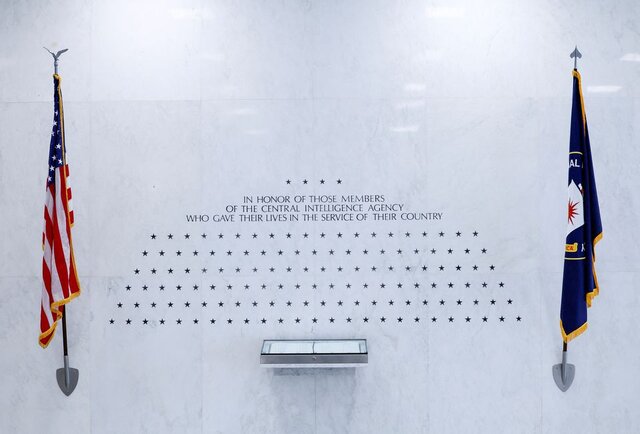 IN HONOR OF THOSE MEMBERS
OF THE CENTRAL INTELLIGENCE AGENCY
WHO GAVE THEIR LIVES IN THE SERVICE OF THEIR COUNTRY